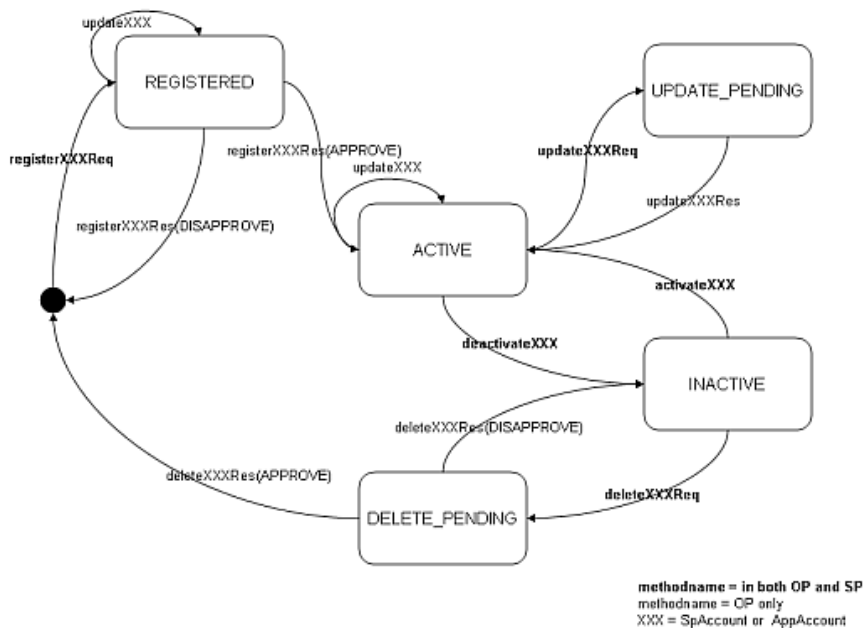 updateXXX
REGISTERED
UPDATE_PENDING
registerXXXReq
registerXXXRes(APPROVE)
updateXXXReq
updateXXX
updateXXXRes
registerXXXRes(DISAPPROVE)
ACTIVE
activateXXX
deactivateXXX
INACTIVE
deleteXXXRes(DISAPPROVE)
deleteXXXRes(APPROVE)
deleteXXXReq
DELETE_PENDING
methodname = in both OP and SP
methodname = OP only
XXX = SpAccount or AppAccount